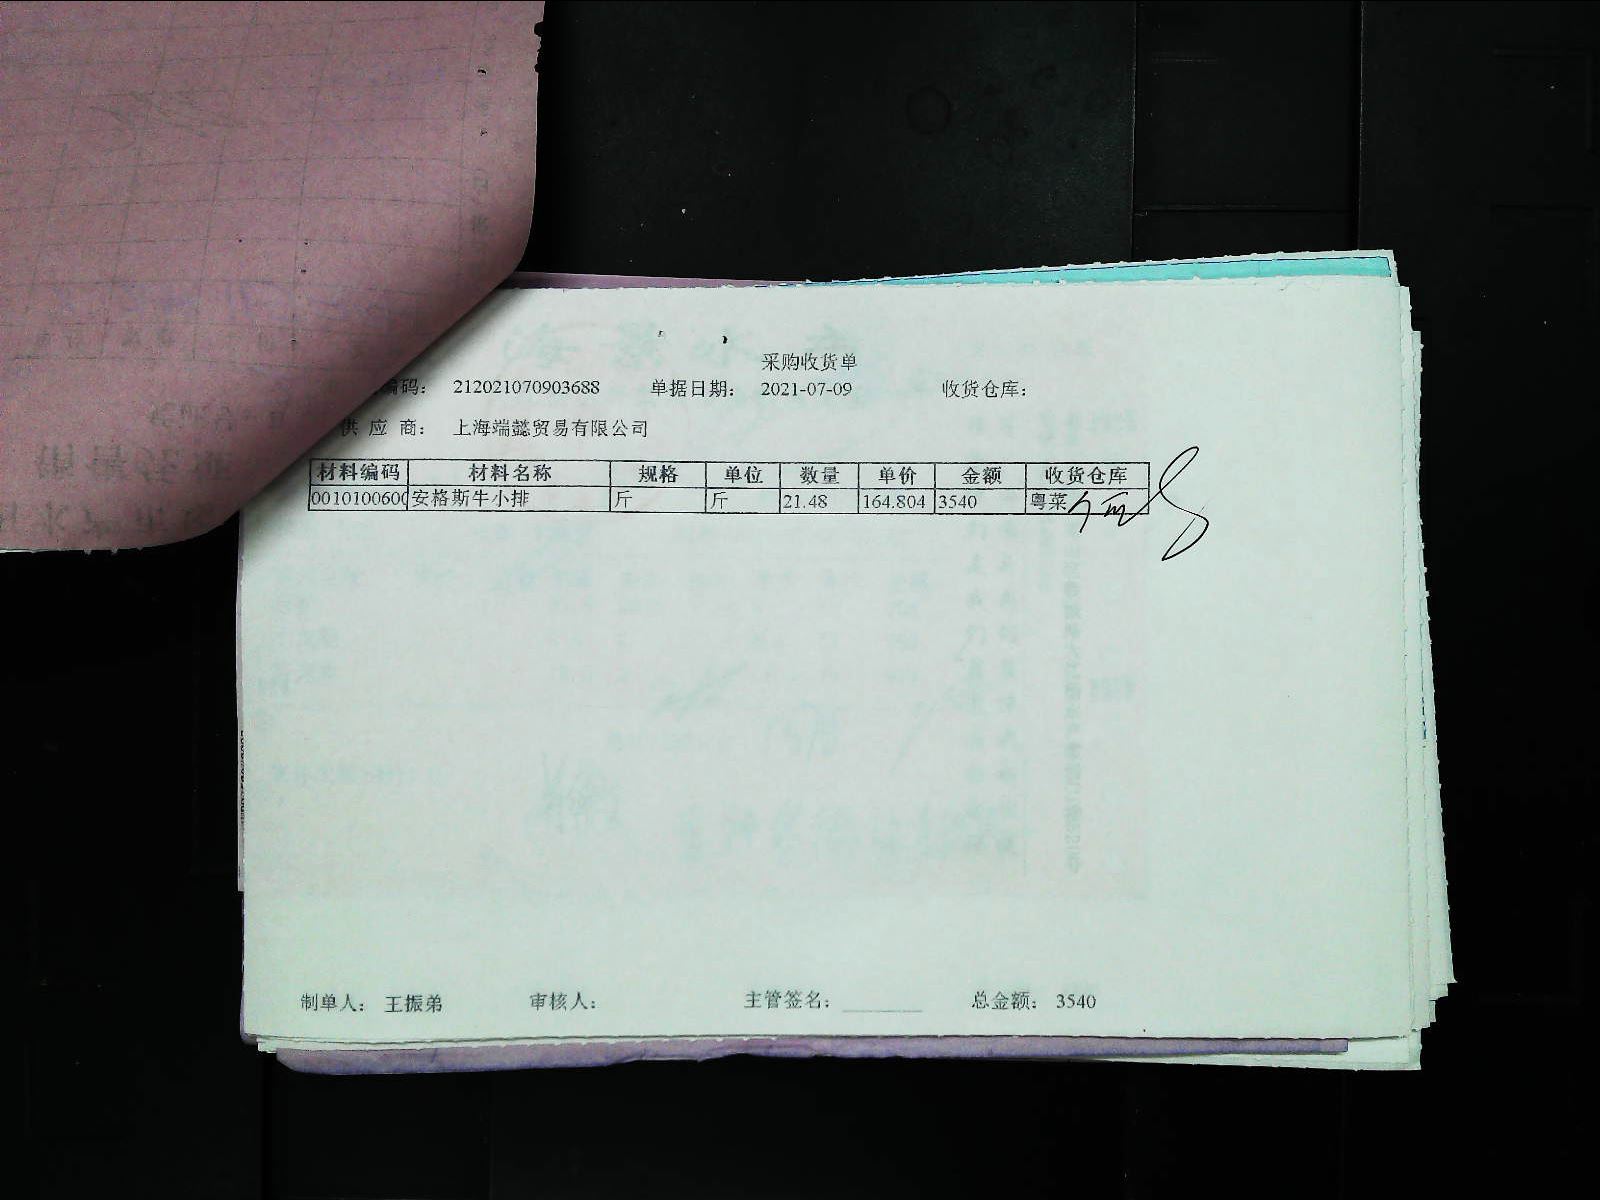 采购收货单
编码： 212021070903688 单据日期： 2021-07-09 收货仓库：
供 应 商： 上海端懿贸易有限公司
材料编码 材料名称 规格 单位 数量 单价 金额 收货仓库
0010100600 安格斯牛小排 斤 斤 21.48 164.804 3540 粤菜
制单人： 王振弟 审核人： 主管签名： 总金额： 3540